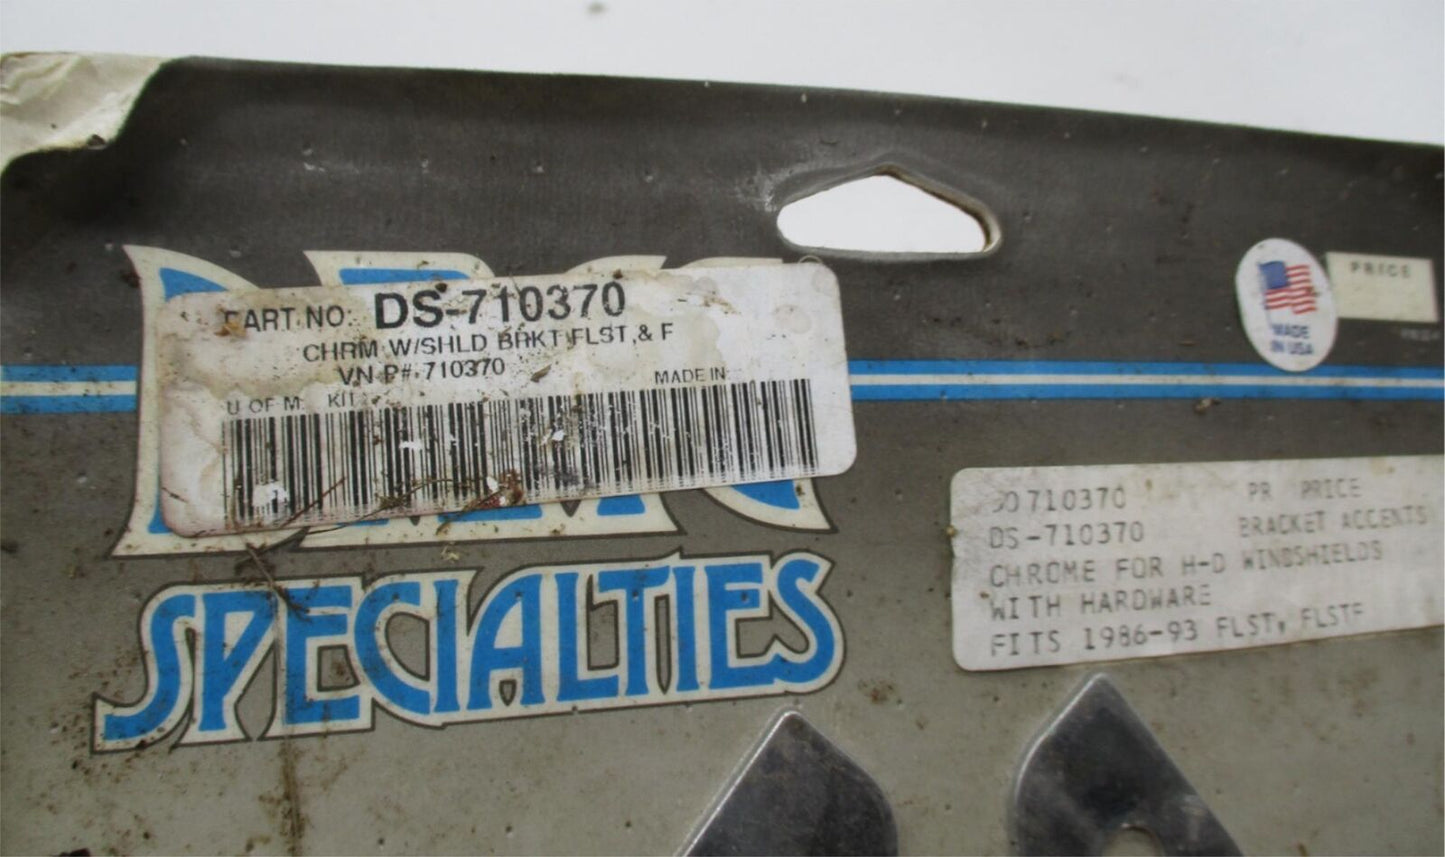 PART NO: DS-710370
CHRM W/SHLD BRKT FLST & F
VN P# 710370
U OF M: KIT
MADE IN:
SPECIALTIES
MADE
IN USA
PRICE
710370 PR PRICE
DS-710370 BRACKET ACCENTS
CHROME FOR H-D WINDSHIELDS
WITH HARDWARE
FITS 1986-93 FLST, FLSTF